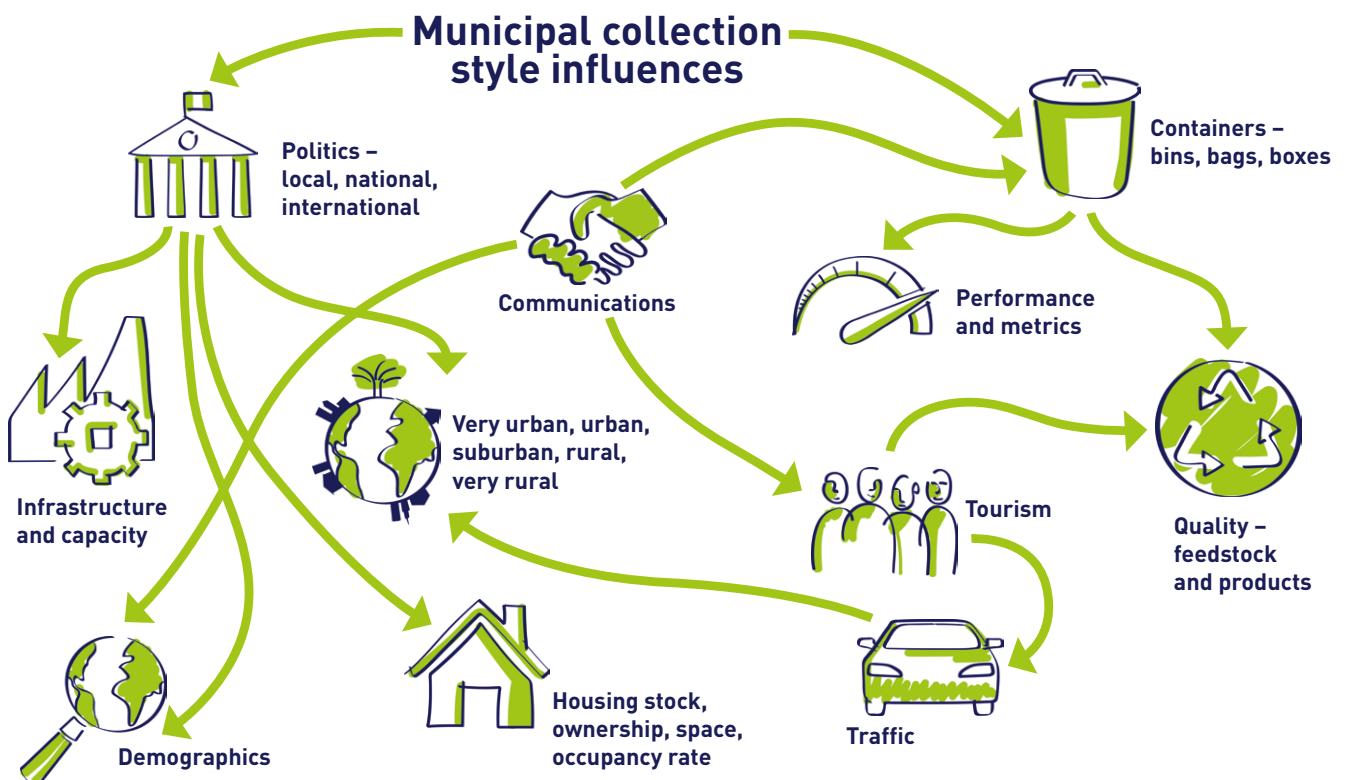 Municipal collection
style influences
Politics –
local, national,
international
Containers –
bins, bags, boxes
Communications
Performance
and metrics
Very urban, urban,
suburban, rural,
very rural
Infrastructure
and capacity
Tourism
Quality –
feedstock
and products
Housing stock,
ownership, space,
occupancy rate
Traffic
Demographics